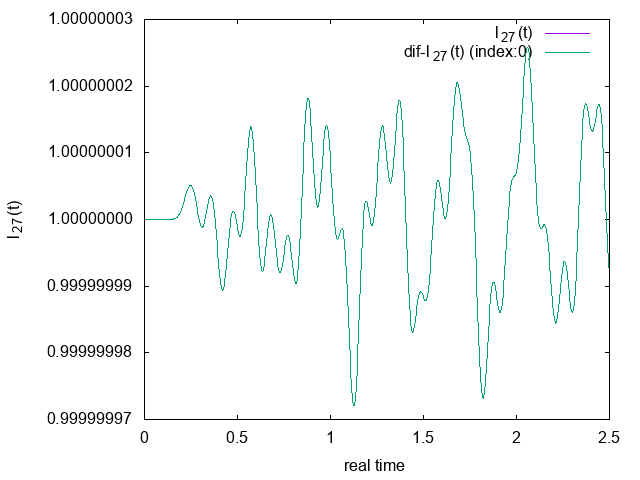 1.00000003
1.00000002
1.00000001
1.00000000
0.99999999
0.99999998
0.99999997
I27(t)
I27(t)
dif-I27(t) (index:0)
0 0.5 1 1.5 2 2.5
real time